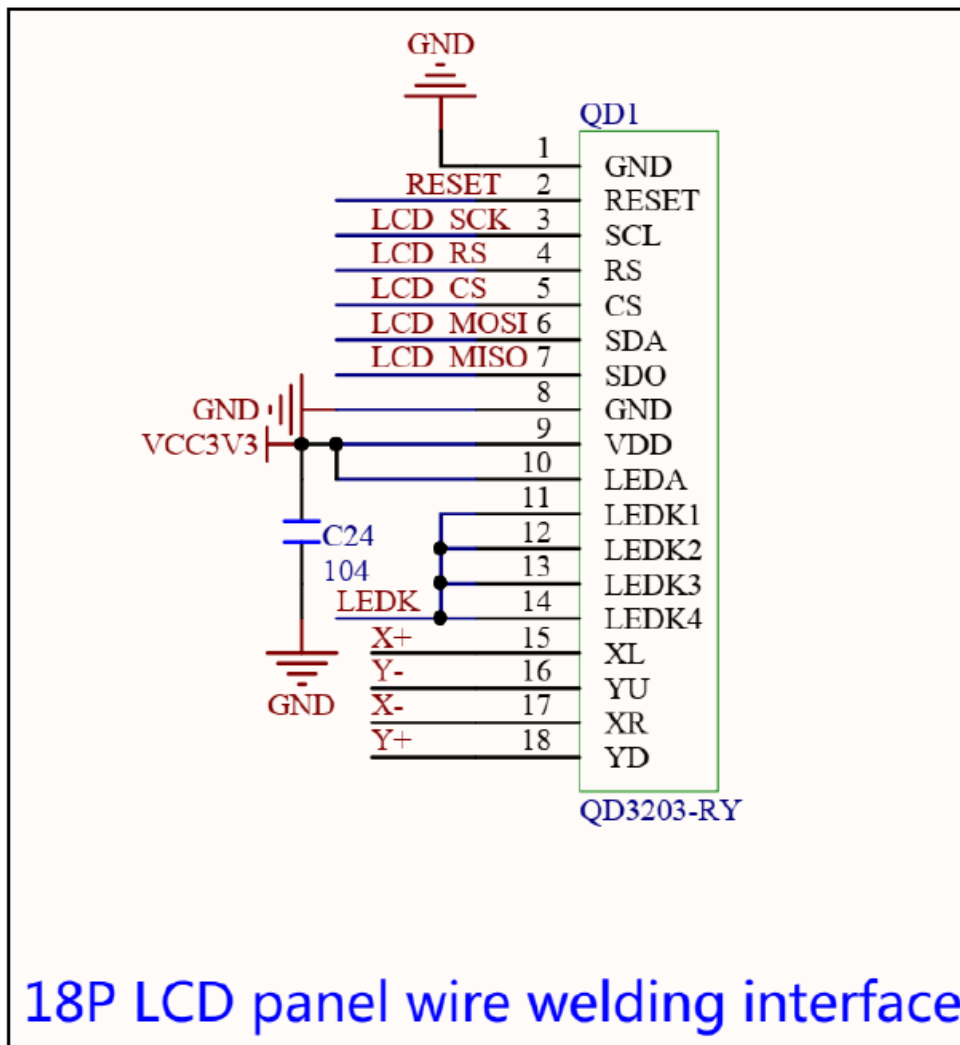 GND
QD1
1 GND
RESET 2 RESET
LCD SCK 3 SCL
LCD RS 4 RS
LCD CS 5 CS
LCD MOSI 6 SDA
LCD MISO 7 SDO
GND 8 GND
VCC3V3 9 VDD
10 LEDA
11 LEDK1
C24 12 LEDK2
104 13 LEDK3
LEDK 14 LEDK4
X+ 15 XL
Y- 16 YU
GND X- 17 XR
Y+ 18 YD
QD3203-RY
18P LCD panel wire welding interface